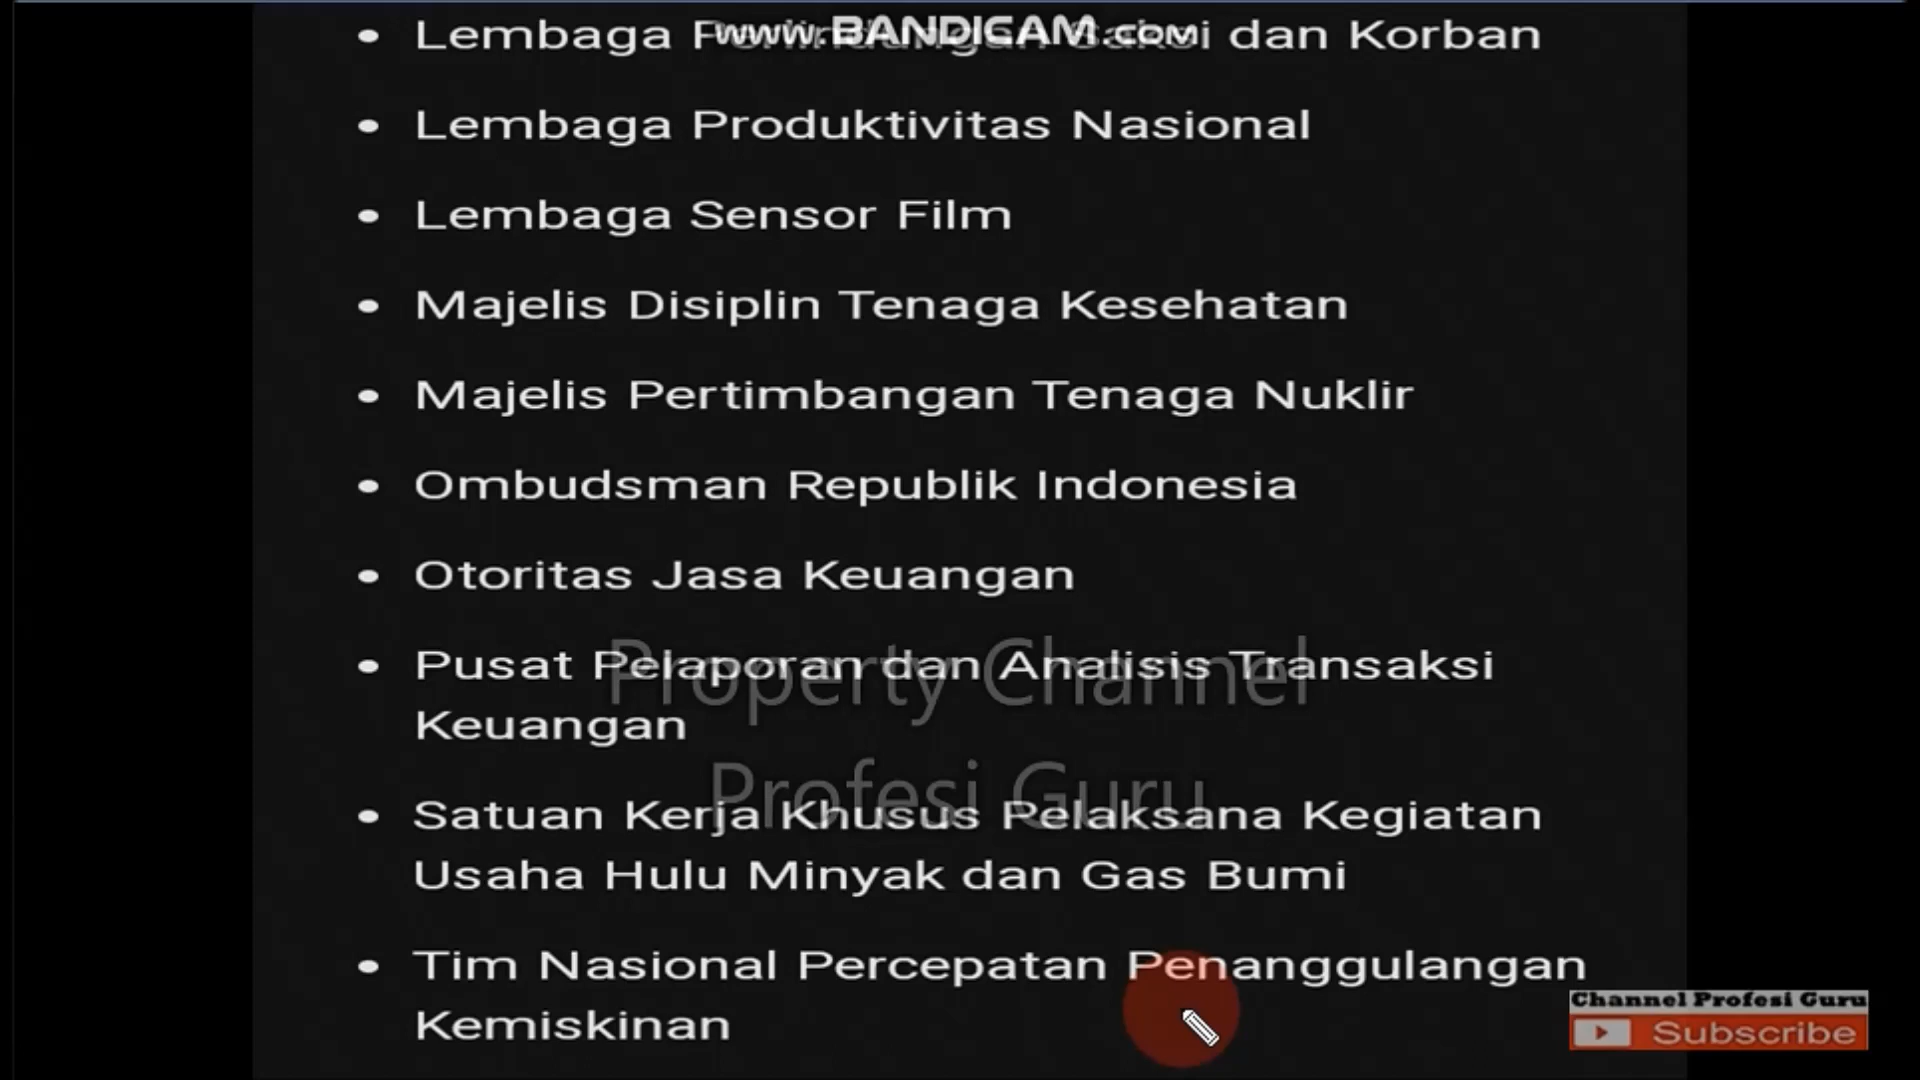 www.BANDICAM.com
• Lembaga Perlindungan Saksi dan Korban
• Lembaga Produktivitas Nasional
• Lembaga Sensor Film
• Majelis Disiplin Tenaga Kesehatan
• Majelis Pertimbangan Tenaga Nuklir
• Ombudsman Republik Indonesia
• Otoritas Jasa Keuangan
• Pusat Pelaporan dan Analisis Transaksi
Keuangan
Property Channel
Profesi Guru
• Satuan Kerja Khusus Pelaksana Kegiatan
Usaha Hulu Minyak dan Gas Bumi
• Tim Nasional Percepatan Penanggulangan
Kemiskinan
Channel Profesi Guru
Subscribe